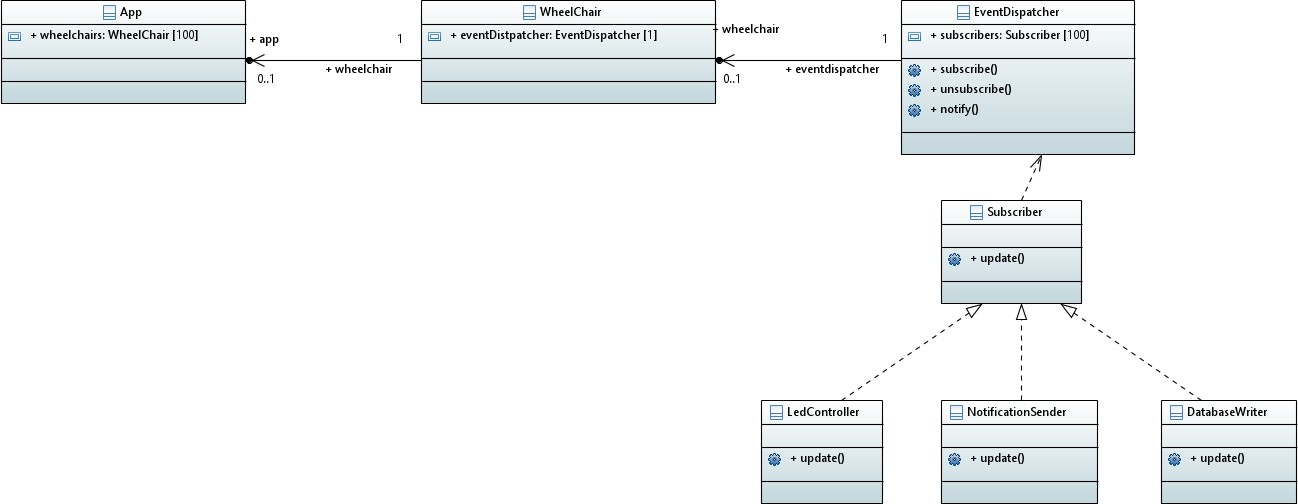 App
+ wheelchairs: WheelChair [100]
+ app
1
0..1
+ wheelchair
WheelChair
+ eventDistpatcher: EventDispatcher [1]
+ wheelchair
1
0..1
+ eventdispatcher
EventDispatcher
+ subscribers: Subscriber [100]
+ subscribe()
+ unsubscribe()
+ notify()
Subscriber
+ update()
LedController
+ update()
NotificationSender
+ update()
DatabaseWriter
+ update()